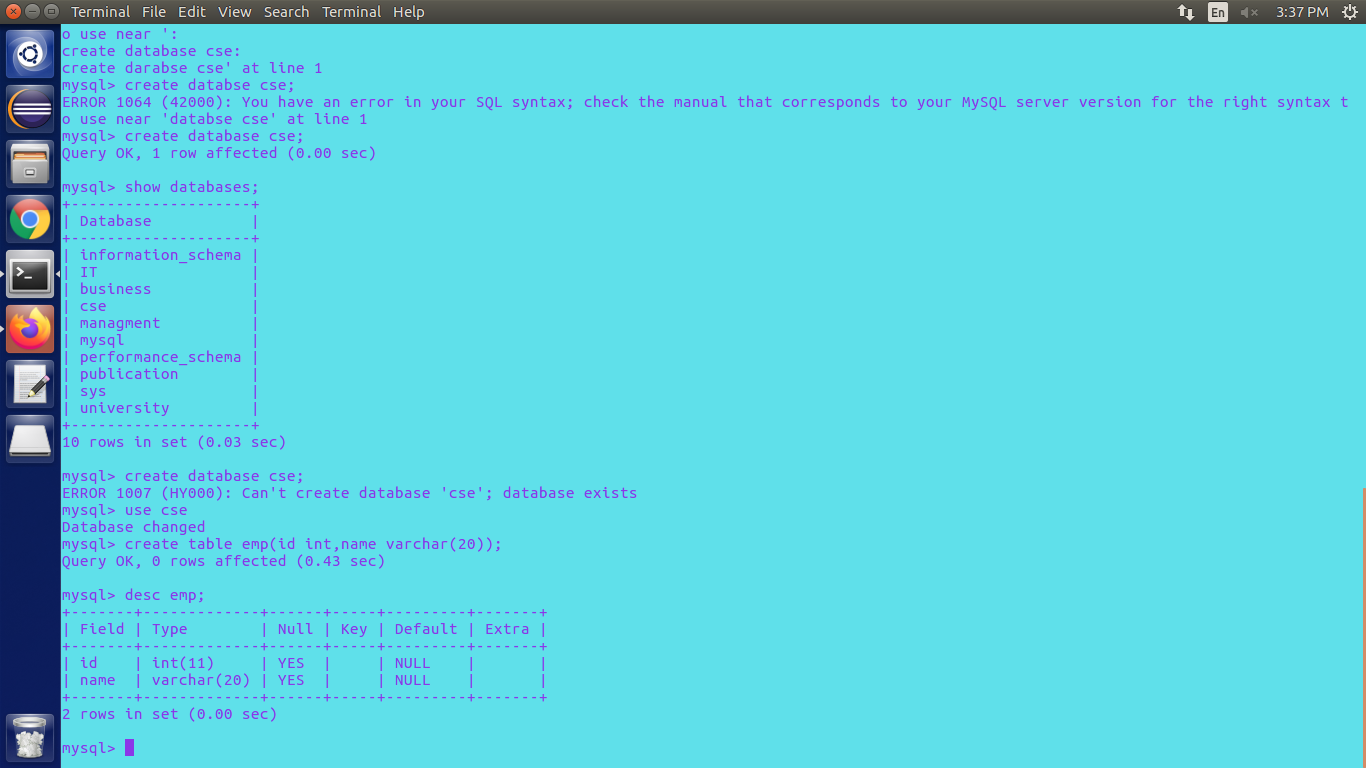 Terminal File Edit View Search Terminal Help En 3:37 PM
o use near ':
create database cse:
create darabse cse' at line 1
mysql> create databse cse;
ERROR 1064 (42000): You have an error in your SQL syntax; check the manual that corresponds to your MySQL server version for the right syntax t
o use near 'databse cse' at line 1
mysql> create database cse;
Query OK, 1 row affected (0.00 sec)
mysql> show databases;
+--------------------+
| Database           |
+--------------------+
| information_schema |
| IT                 |
| business           |
| cse                |
| managment          |
| mysql              |
| performance_schema |
| publication        |
| sys                |
| university         |
+--------------------+
10 rows in set (0.03 sec)
mysql> create database cse;
ERROR 1007 (HY000): Can't create database 'cse'; database exists
mysql> use cse
Database changed
mysql> create table emp(id int,name varchar(20));
Query OK, 0 rows affected (0.43 sec)
mysql> desc emp;
+-------+-------------+------+-----+---------+-------+
| Field | Type        | Null | Key | Default | Extra |
+-------+-------------+------+-----+---------+-------+
| id    | int(11)     | YES  |     | NULL    |       |
| name  | varchar(20) | YES  |     | NULL    |       |
+-------+-------------+------+-----+---------+-------+
2 rows in set (0.00 sec)
mysql>